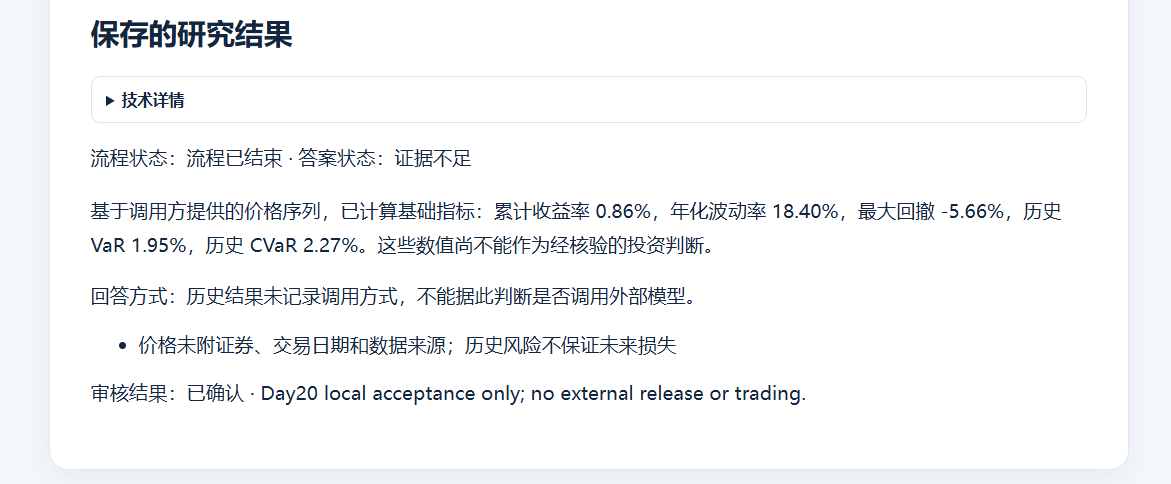 保存的研究结果
▶ 技术详情
流程状态：流程已结束 · 答案状态：证据不足
基于调用方提供的价格序列，已计算基础指标：累计收益率 0.86%，年化波动率 18.40%，最大回撤 -5.66%，历史
VaR 1.95%，历史 CVaR 2.27%。这些数值尚不能作为经核验的投资判断。
回答方式：历史结果未记录调用方式，不能据此判断是否调用外部模型。
• 价格未附证券、交易日期和数据来源；历史风险不保证未来损失
审核结果：已确认 · Day20 local acceptance only; no external release or trading.